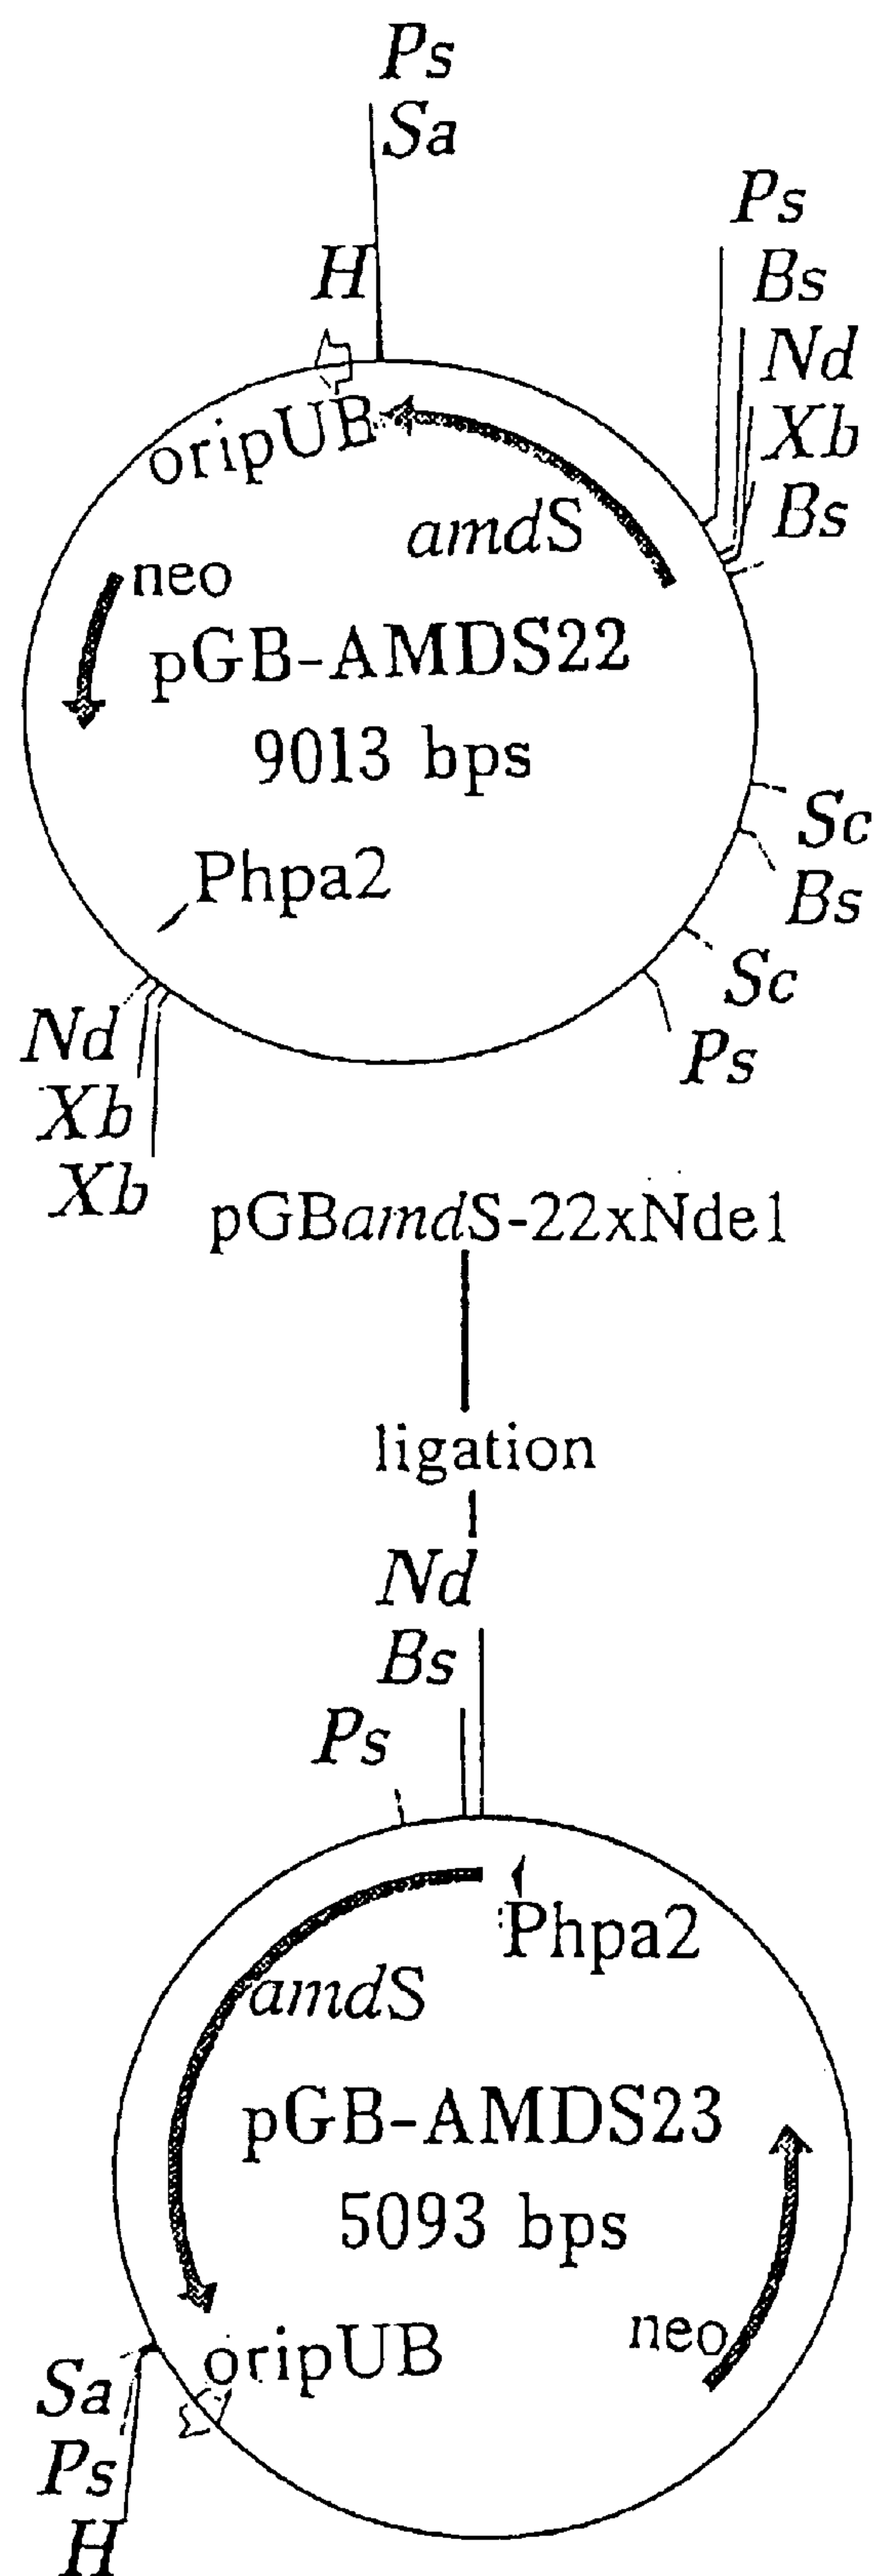 Ps
Sa
H
Ps
Bs
Nd
Xb
Bs
oripUB
amdS
neo
pGB-AMDS22
9013 bps
Phpa2
Sc
Bs
Sc
Ps
Nd
Xb
Xb
pGBamdS-22xNde1
ligation
Nd
Bs
Ps
Phpa2
amdS
pGB-AMDS23
5093 bps
neo
oripUB
Sa
Ps
H